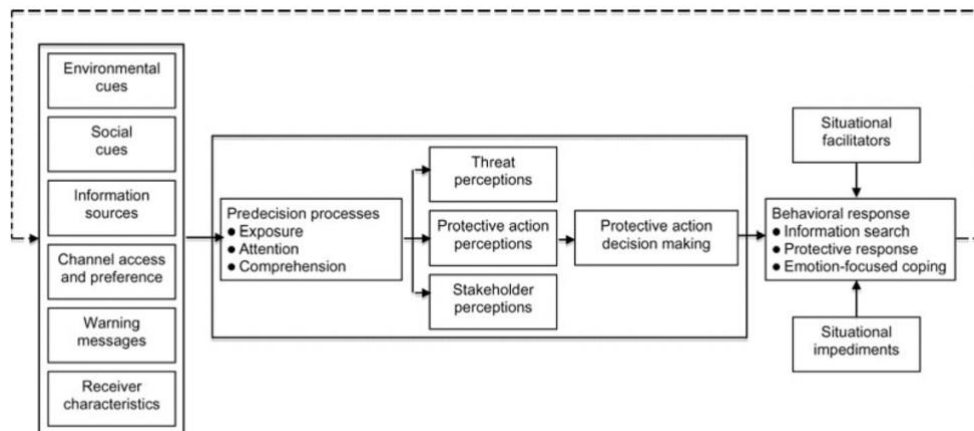 Environmental
cues
Social
cues
Information
sources
Channel access
and preference
Warning
messages
Receiver
characteristics
Predecision processes
● Exposure
● Attention
● Comprehension
Threat
perceptions
Protective action
perceptions
Stakeholder
perceptions
Protective action
decision making
Situational
facilitators
Behavioral response
● Information search
● Protective response
● Emotion-focused coping
Situational
impediments